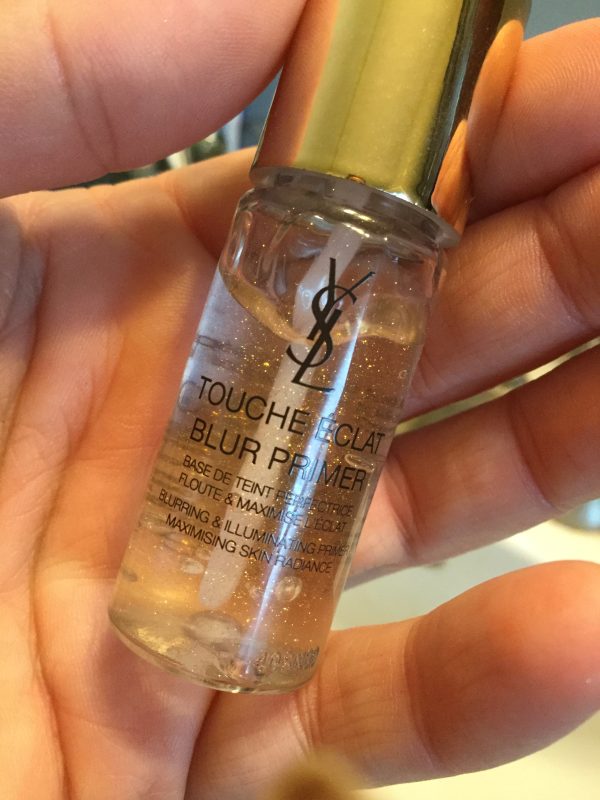 YSL
TOUCHE ÉCLAT
BLUR PRIMER
BASE DE TEINT PERFECTRICE
FLOUTE & MAXIMISE L'ÉCLAT
BLURRING & ILLUMINATING PRIMER
MAXIMISING SKIN RADIANCE